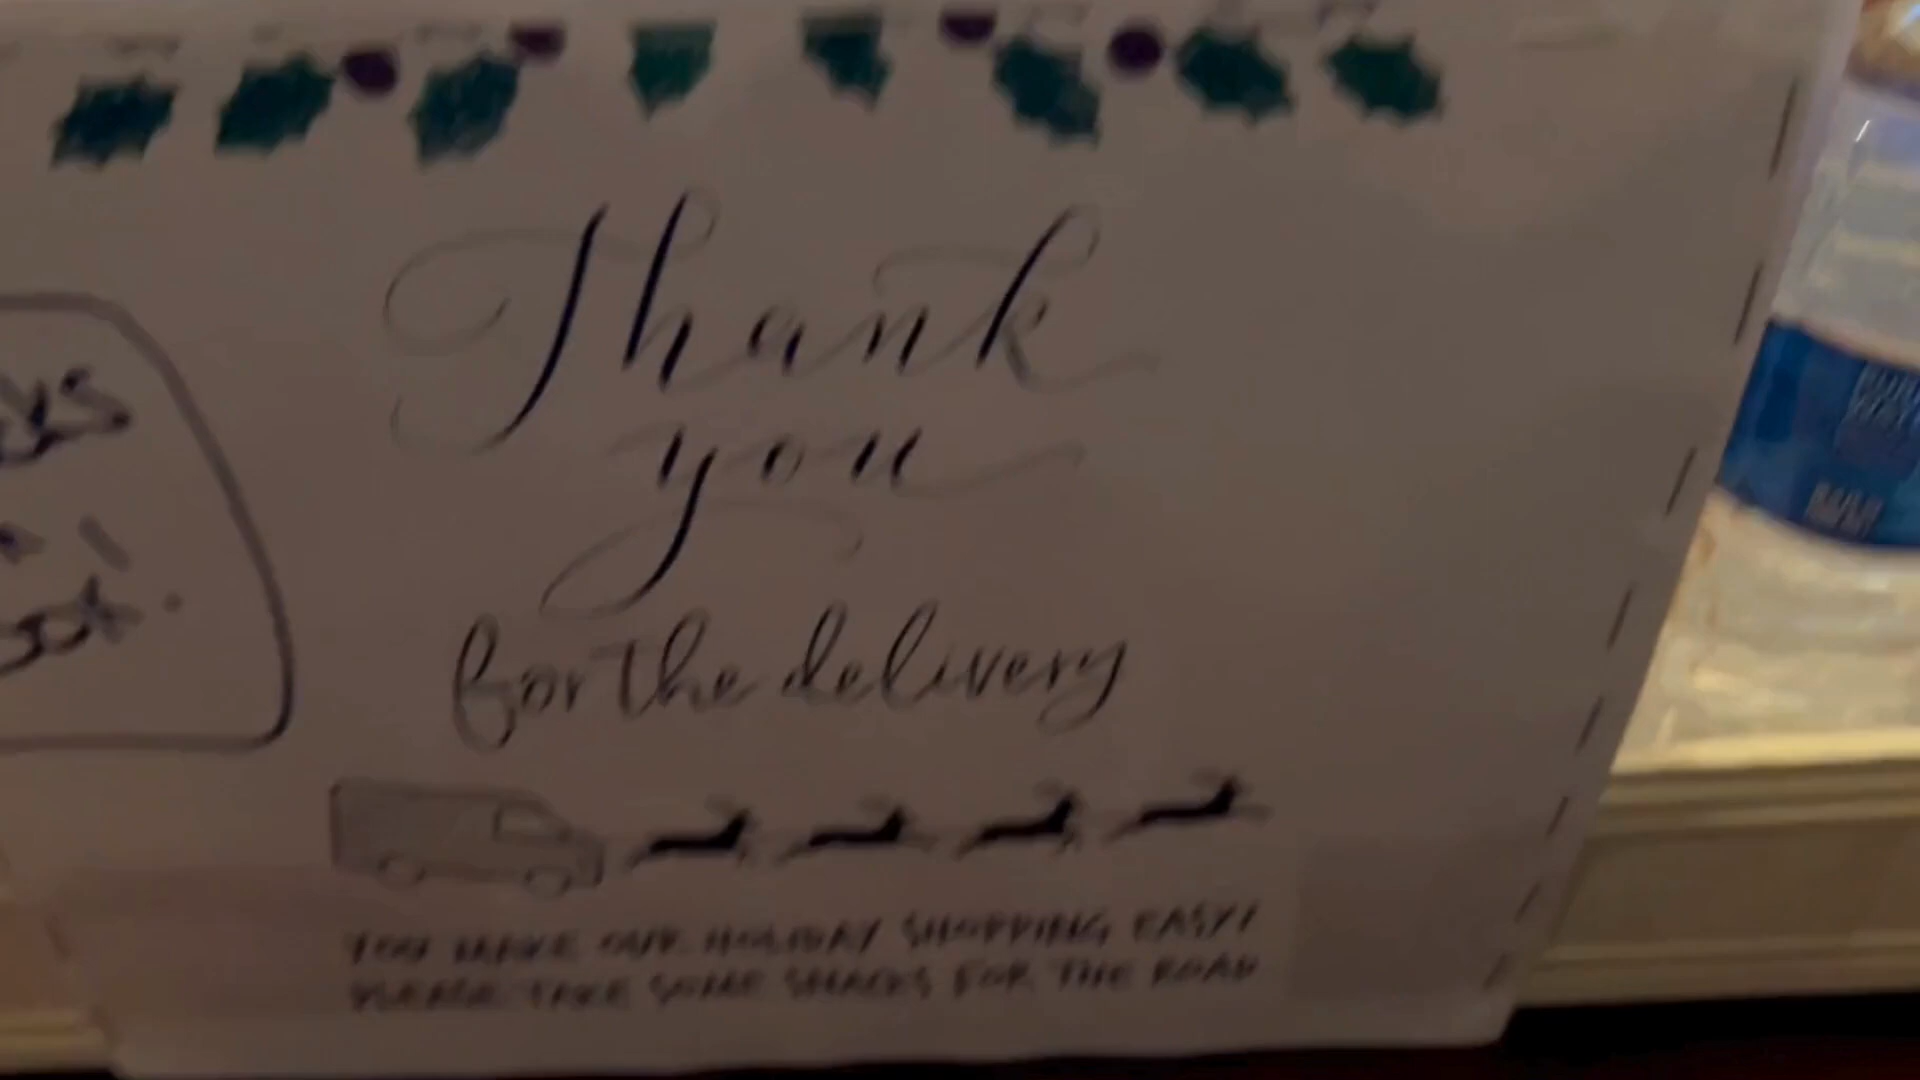 Thank
you
for the delivery
YOU MAKE OUR HOLIDAY SHOPPING EASY!
PLEASE TAKE SOME SNACKS FOR THE ROAD